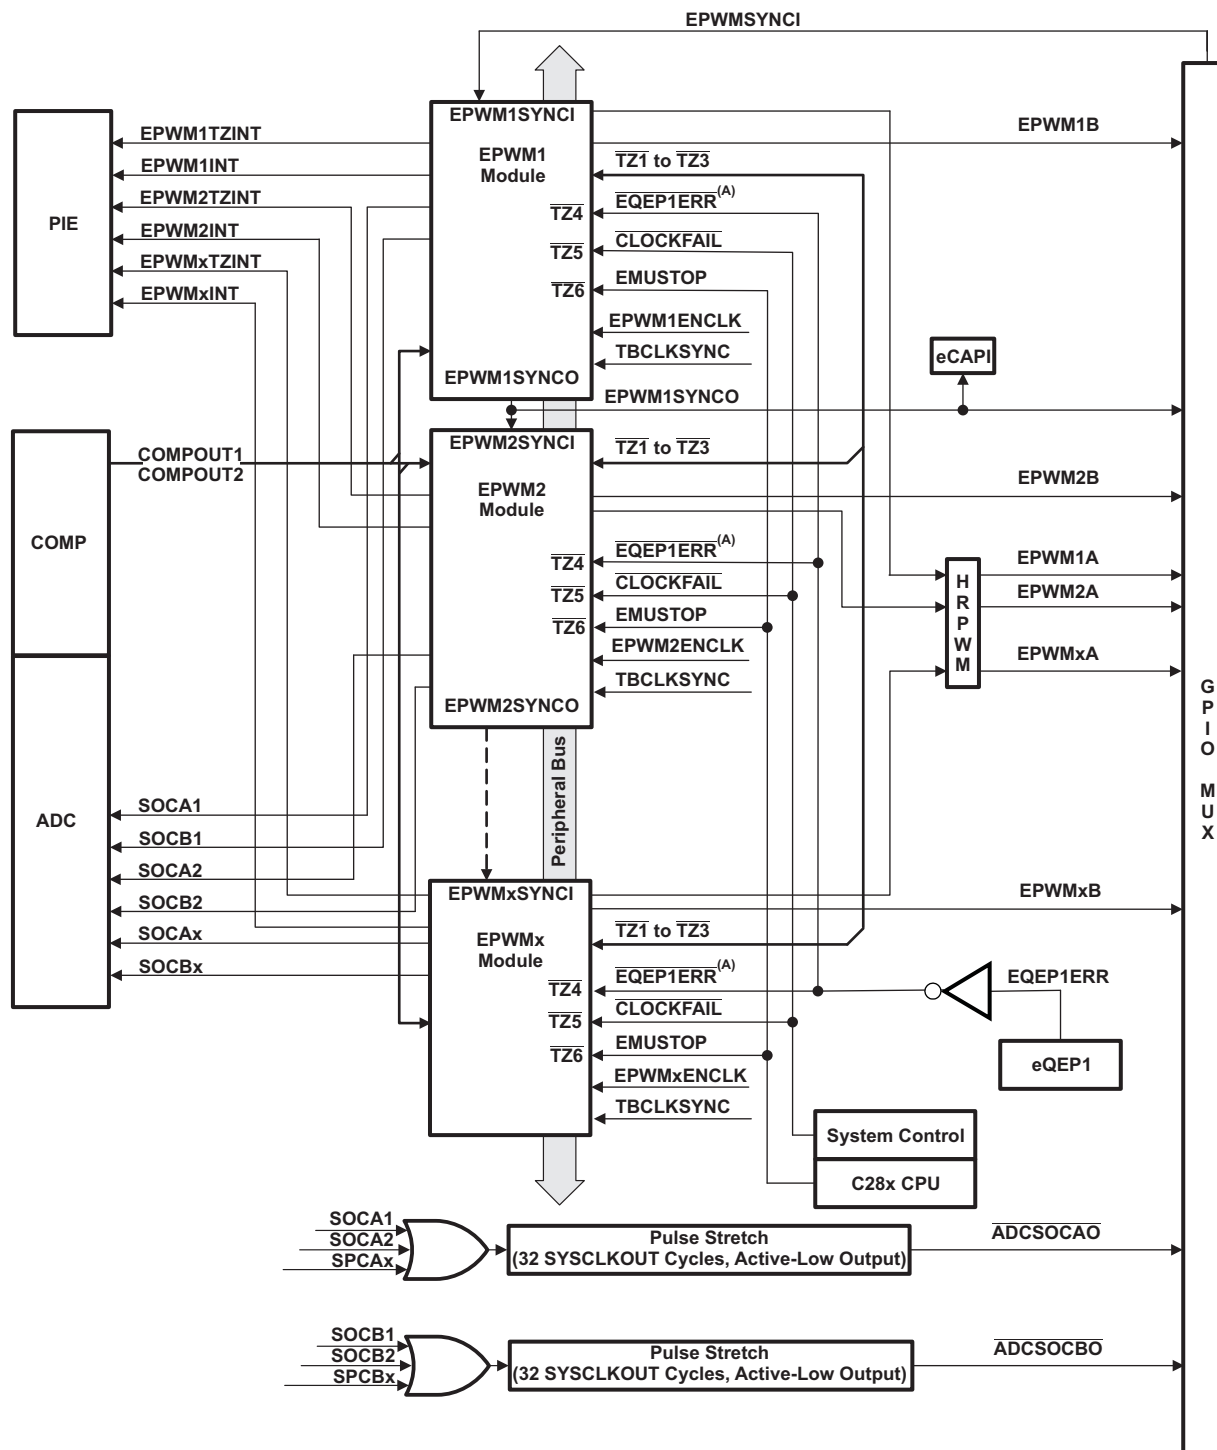 EPWMSYNCI
EPWM1SYNCI
EPWM1
Module
EPWM1TZINT
EPWM1INT
EPWM2TZINT
EPWM2INT
EPWMxTZINT
EPWMxINT
PIE
TZ1 to TZ3
EPWM1B
TZ4
EQEP1ERR(A)
TZ5
CLOCKFAIL
TZ6
EMUSTOP
EPWM1ENCLK
TBCLKSYNC
EPWM1SYNCO
EPWM1SYNCO
eCAPI
COMPOUT1
COMPOUT2
COMP
EPWM2SYNCI
EPWM2
Module
TZ1 to TZ3
EPWM2B
TZ4
EQEP1ERR(A)
TZ5
CLOCKFAIL
TZ6
EMUSTOP
EPWM2ENCLK
TBCLKSYNC
EPWM2SYNCO
HRPWM
EPWM1A
EPWM2A
EPWMxA
GPIO MUX
Peripheral Bus
ADC
SOCA1
SOCB1
SOCA2
SOCB2
SOCAx
SOCBx
EPWMxSYNCI
EPWMx
Module
EPWMxB
TZ1 to TZ3
TZ4
EQEP1ERR(A)
TZ5
CLOCKFAIL
TZ6
EMUSTOP
EPWMxENCLK
TBCLKSYNC
EQEP1ERR
eQEP1
System Control
C28x CPU
SOCA1
SOCA2
SPCAx
Pulse Stretch
(32 SYSCLKOUT Cycles, Active-Low Output)
ADCSOCAO
SOCB1
SOCB2
SPCBx
Pulse Stretch
(32 SYSCLKOUT Cycles, Active-Low Output)
ADCSOCBO